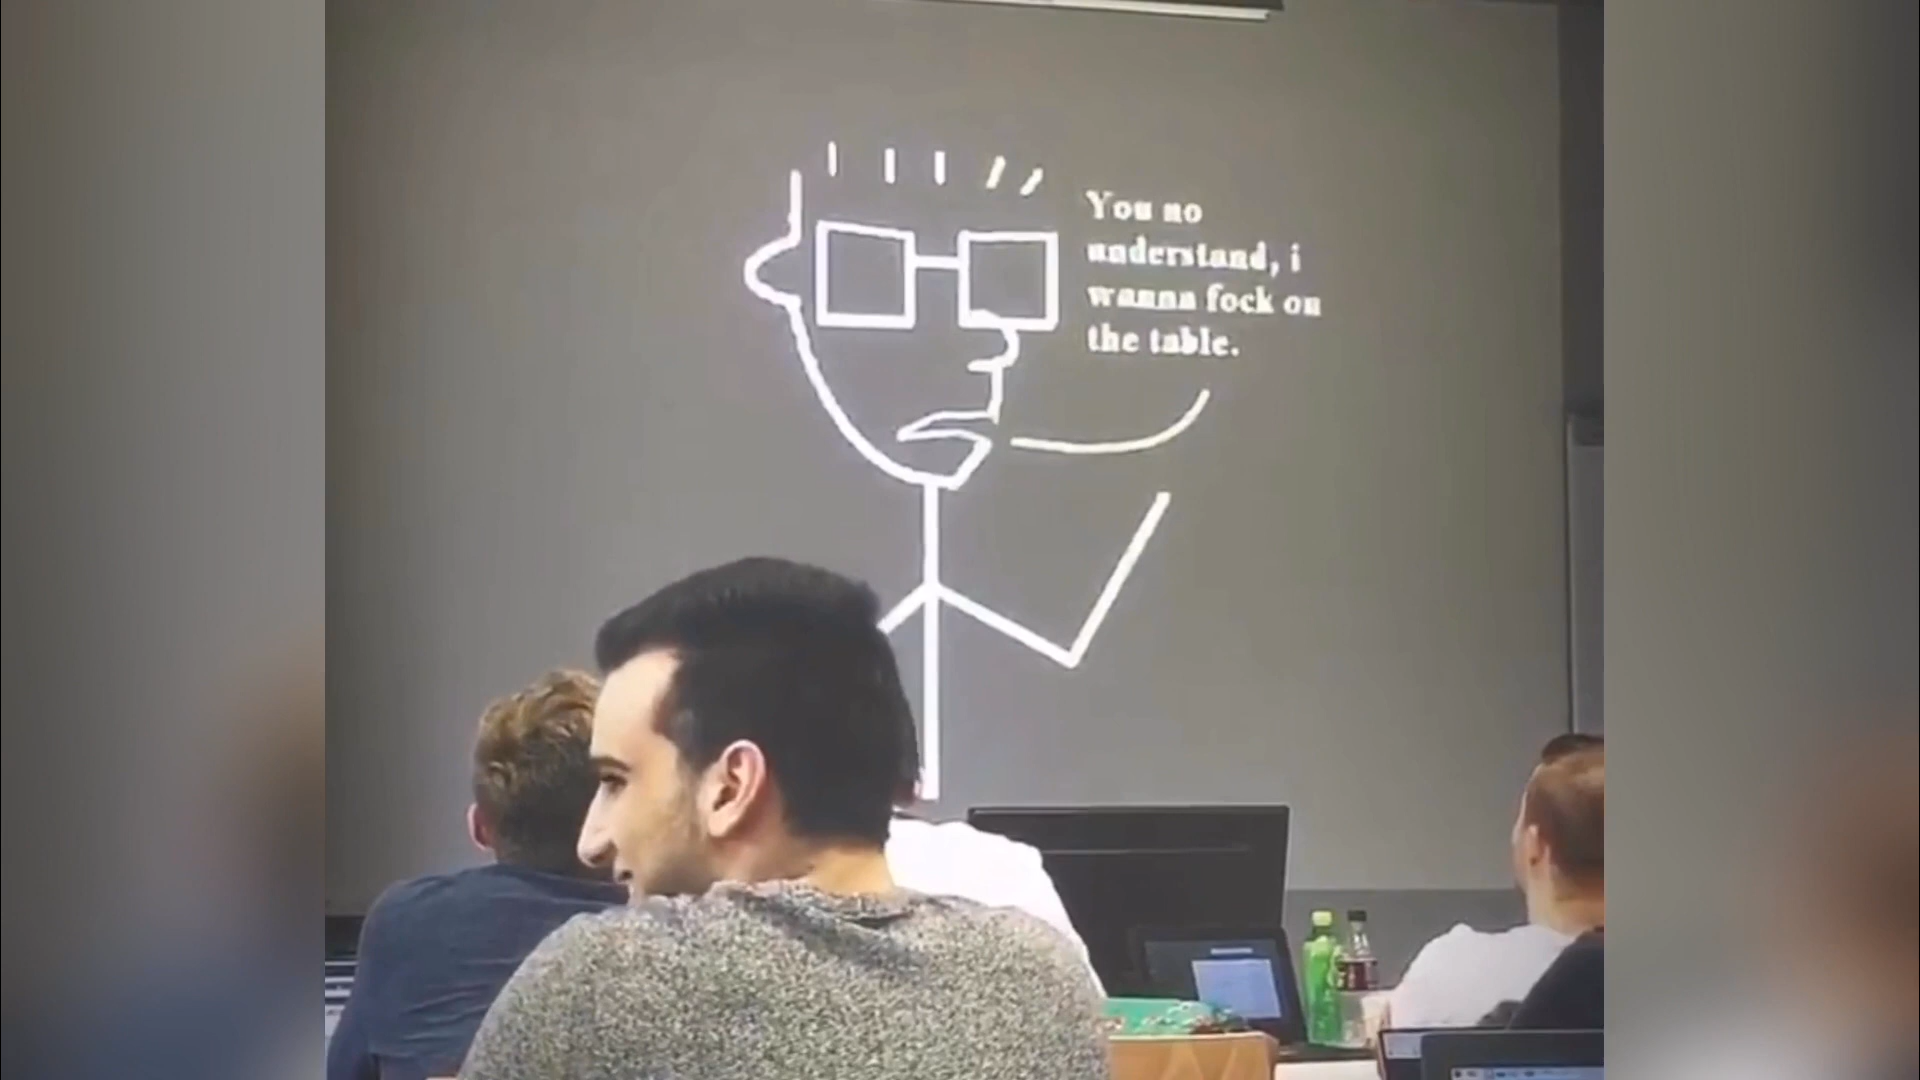 You no
understand, i
wanna fock on
the table.